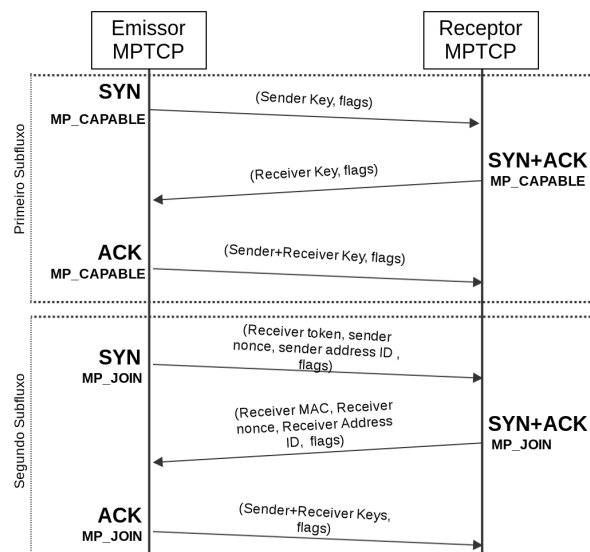 Emissor
MPTCP
Receptor
MPTCP
Primeiro Subfluxo
SYN
MP_CAPABLE
(Sender Key, flags)
SYN+ACK
MP_CAPABLE
(Receiver Key, flags)
ACK
MP_CAPABLE
(Sender+Receiver Key, flags)
Segundo Subfluxo
SYN
MP_JOIN
(Receiver token, sender
nonce, sender address ID ,
flags)
SYN+ACK
MP_JOIN
(Receiver MAC, Receiver
nonce, Receiver Address
ID, flags)
ACK
MP_JOIN
(Sender+Receiver Keys,
flags)